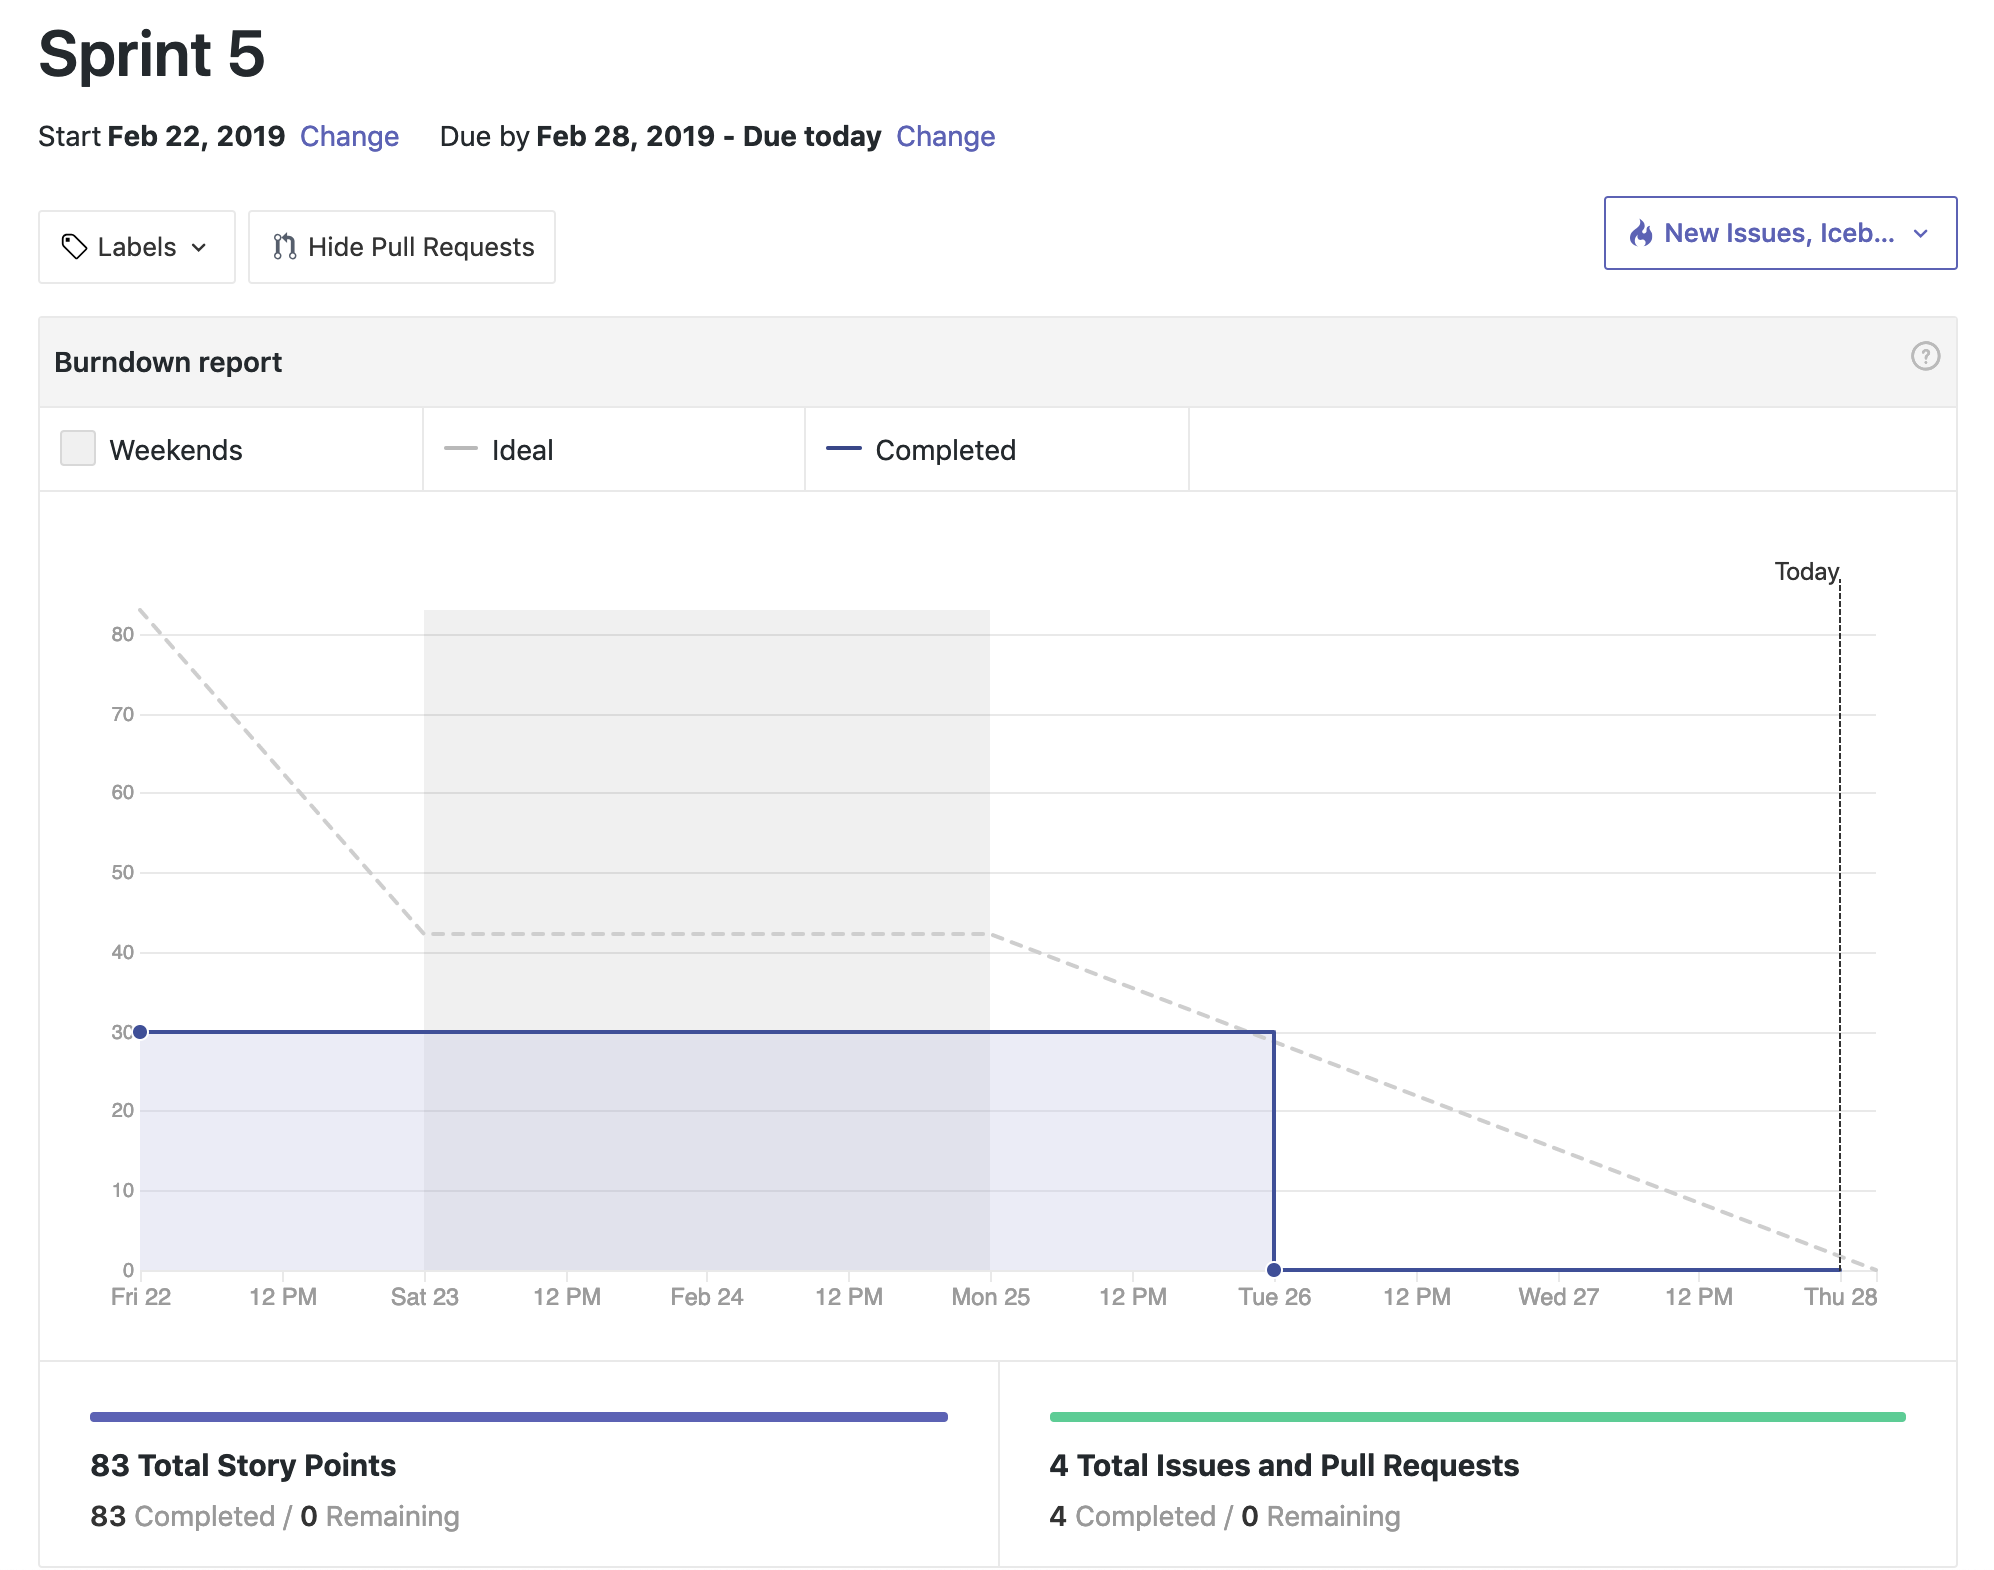 Sprint 5
Start Feb 22, 2019 Change Due by Feb 28, 2019 - Due today Change
Labels Hide Pull Requests New Issues, Iceb...
Burndown report ?
Weekends Ideal Completed
Today
80
70
60
50
40
30
20
10
0
Fri 22 12 PM Sat 23 12 PM Feb 24 12 PM Mon 25 12 PM Tue 26 12 PM Wed 27 12 PM Thu 28
83 Total Story Points
83 Completed / 0 Remaining
4 Total Issues and Pull Requests
4 Completed / 0 Remaining